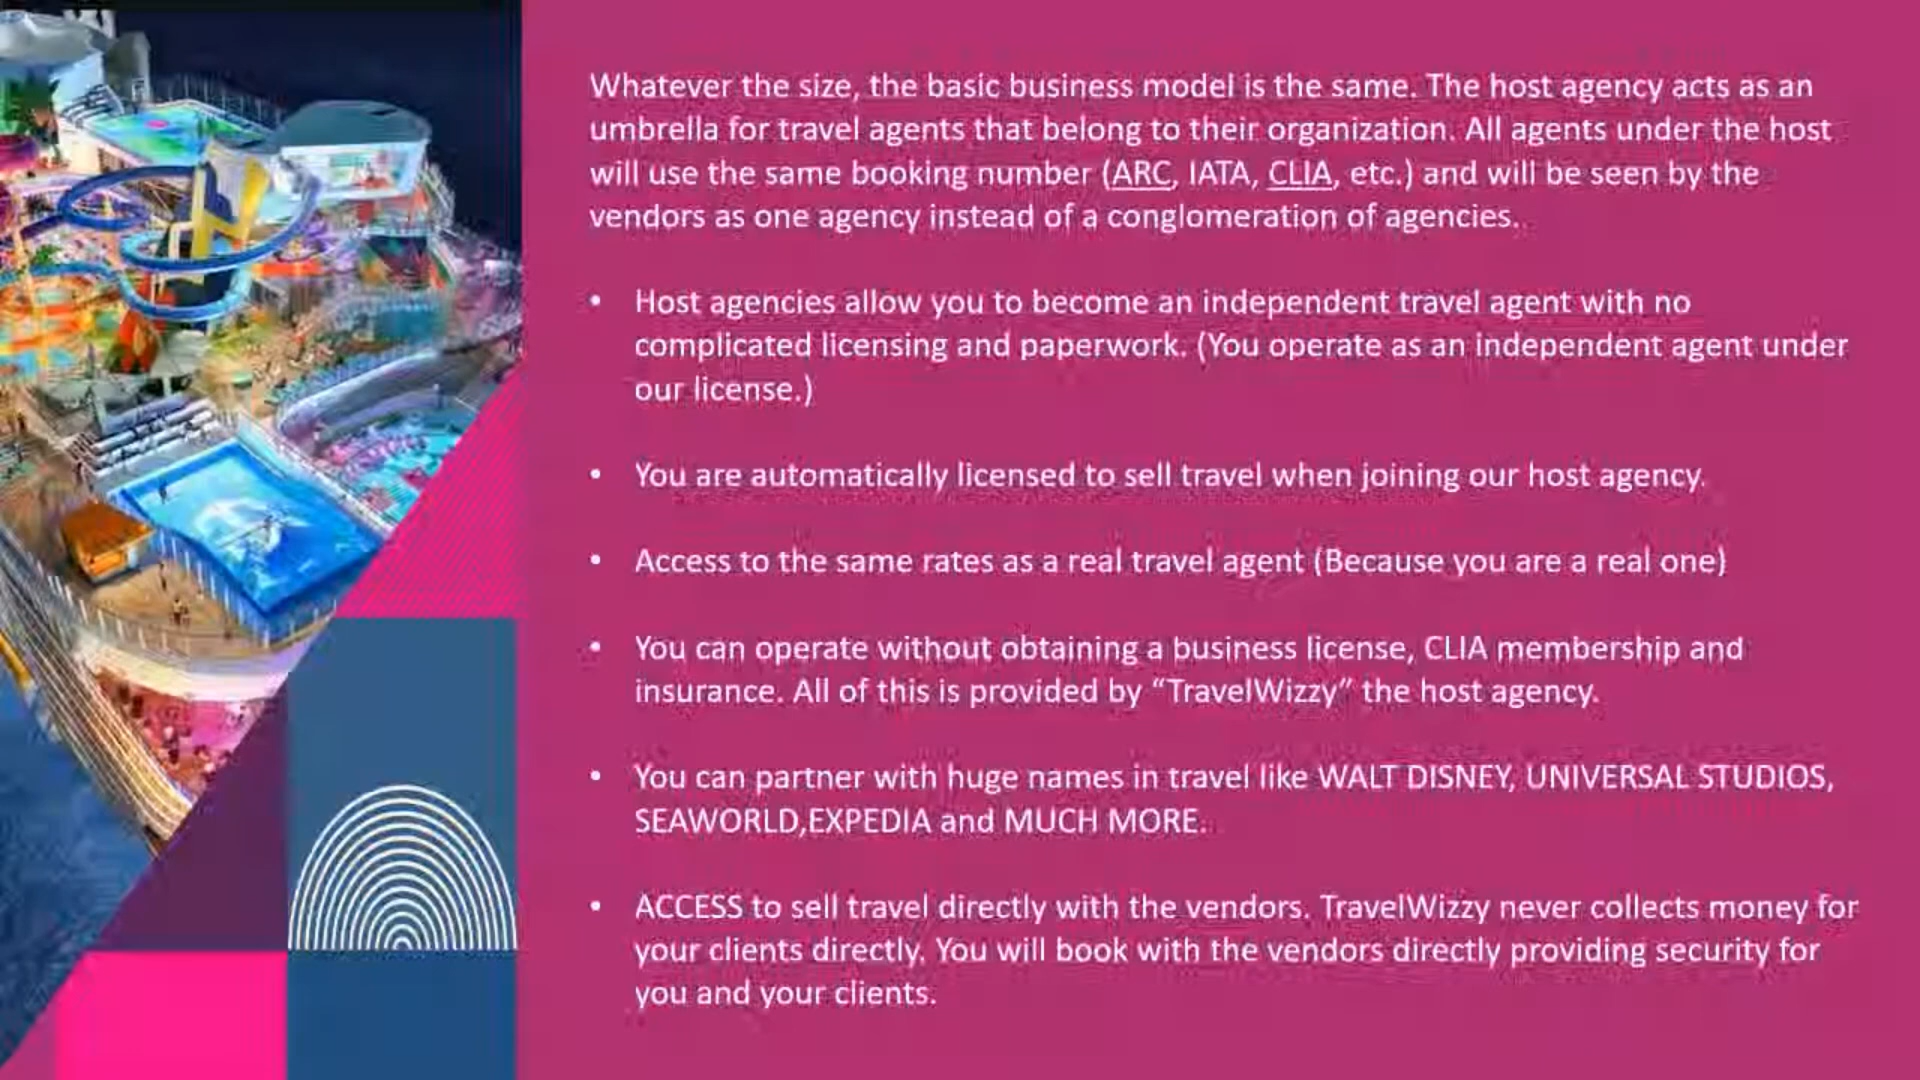 Whatever the size, the basic business model is the same. The host agency acts as an
umbrella for travel agents that belong to their organization. All agents under the host
will use the same booking number (ARC, IATA, CLIA, etc.) and will be seen by the
vendors as one agency instead of a conglomeration of agencies.
• Host agencies allow you to become an independent travel agent with no
complicated licensing and paperwork. (You operate as an independent agent under
our license.)
• You are automatically licensed to sell travel when joining our host agency.
• Access to the same rates as a real travel agent (Because you are a real one)
• You can operate without obtaining a business license, CLIA membership and
insurance. All of this is provided by “TravelWizzy” the host agency.
• You can partner with huge names in travel like WALT DISNEY, UNIVERSAL STUDIOS,
SEAWORLD,EXPEDIA and MUCH MORE.
• ACCESS to sell travel directly with the vendors. TravelWizzy never collects money for
your clients directly. You will book with the vendors directly providing security for
you and your clients.